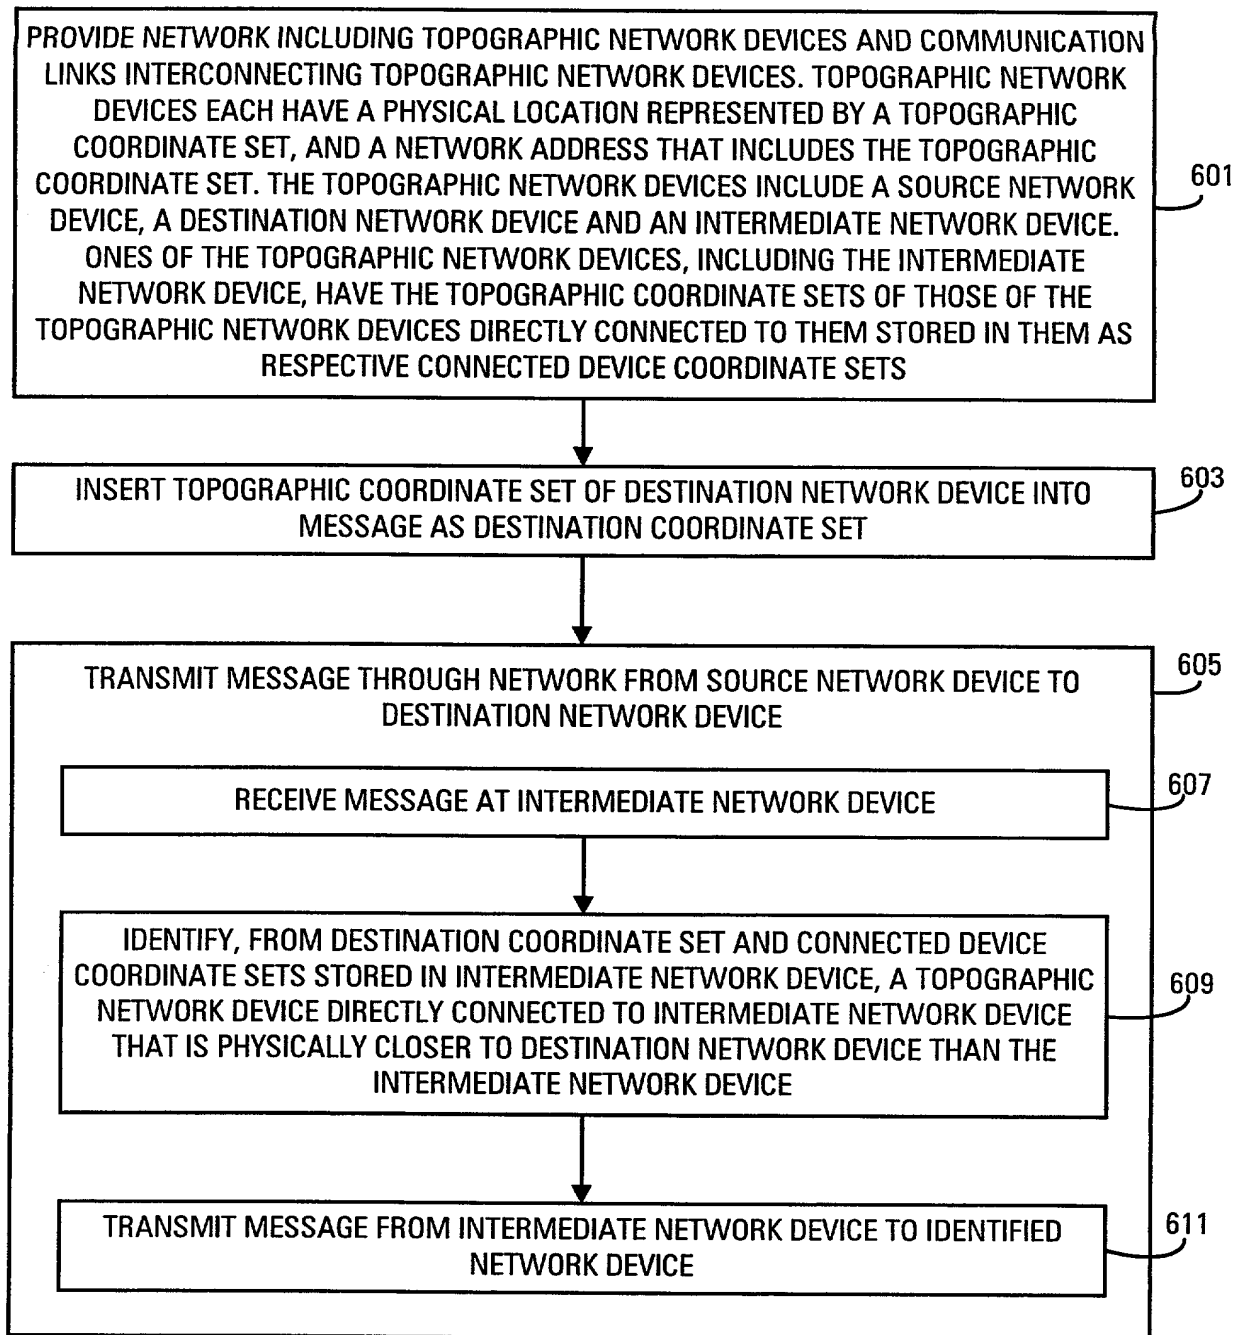 PROVIDE NETWORK INCLUDING TOPOGRAPHIC NETWORK DEVICES AND COMMUNICATION
LINKS INTERCONNECTING TOPOGRAPHIC NETWORK DEVICES. TOPOGRAPHIC NETWORK
DEVICES EACH HAVE A PHYSICAL LOCATION REPRESENTED BY A TOPOGRAPHIC
COORDINATE SET, AND A NETWORK ADDRESS THAT INCLUDES THE TOPOGRAPHIC
COORDINATE SET. THE TOPOGRAPHIC NETWORK DEVICES INCLUDE A SOURCE NETWORK
DEVICE, A DESTINATION NETWORK DEVICE AND AN INTERMEDIATE NETWORK DEVICE.
ONES OF THE TOPOGRAPHIC NETWORK DEVICES, INCLUDING THE INTERMEDIATE
NETWORK DEVICE, HAVE THE TOPOGRAPHIC COORDINATE SETS OF THOSE OF THE
TOPOGRAPHIC NETWORK DEVICES DIRECTLY CONNECTED TO THEM STORED IN THEM AS
RESPECTIVE CONNECTED DEVICE COORDINATE SETS
601
INSERT TOPOGRAPHIC COORDINATE SET OF DESTINATION NETWORK DEVICE INTO
MESSAGE AS DESTINATION COORDINATE SET
603
TRANSMIT MESSAGE THROUGH NETWORK FROM SOURCE NETWORK DEVICE TO
DESTINATION NETWORK DEVICE
605
RECEIVE MESSAGE AT INTERMEDIATE NETWORK DEVICE
607
IDENTIFY, FROM DESTINATION COORDINATE SET AND CONNECTED DEVICE
COORDINATE SETS STORED IN INTERMEDIATE NETWORK DEVICE, A TOPOGRAPHIC
NETWORK DEVICE DIRECTLY CONNECTED TO INTERMEDIATE NETWORK DEVICE
THAT IS PHYSICALLY CLOSER TO DESTINATION NETWORK DEVICE THAN THE
INTERMEDIATE NETWORK DEVICE
609
TRANSMIT MESSAGE FROM INTERMEDIATE NETWORK DEVICE TO IDENTIFIED
NETWORK DEVICE
611